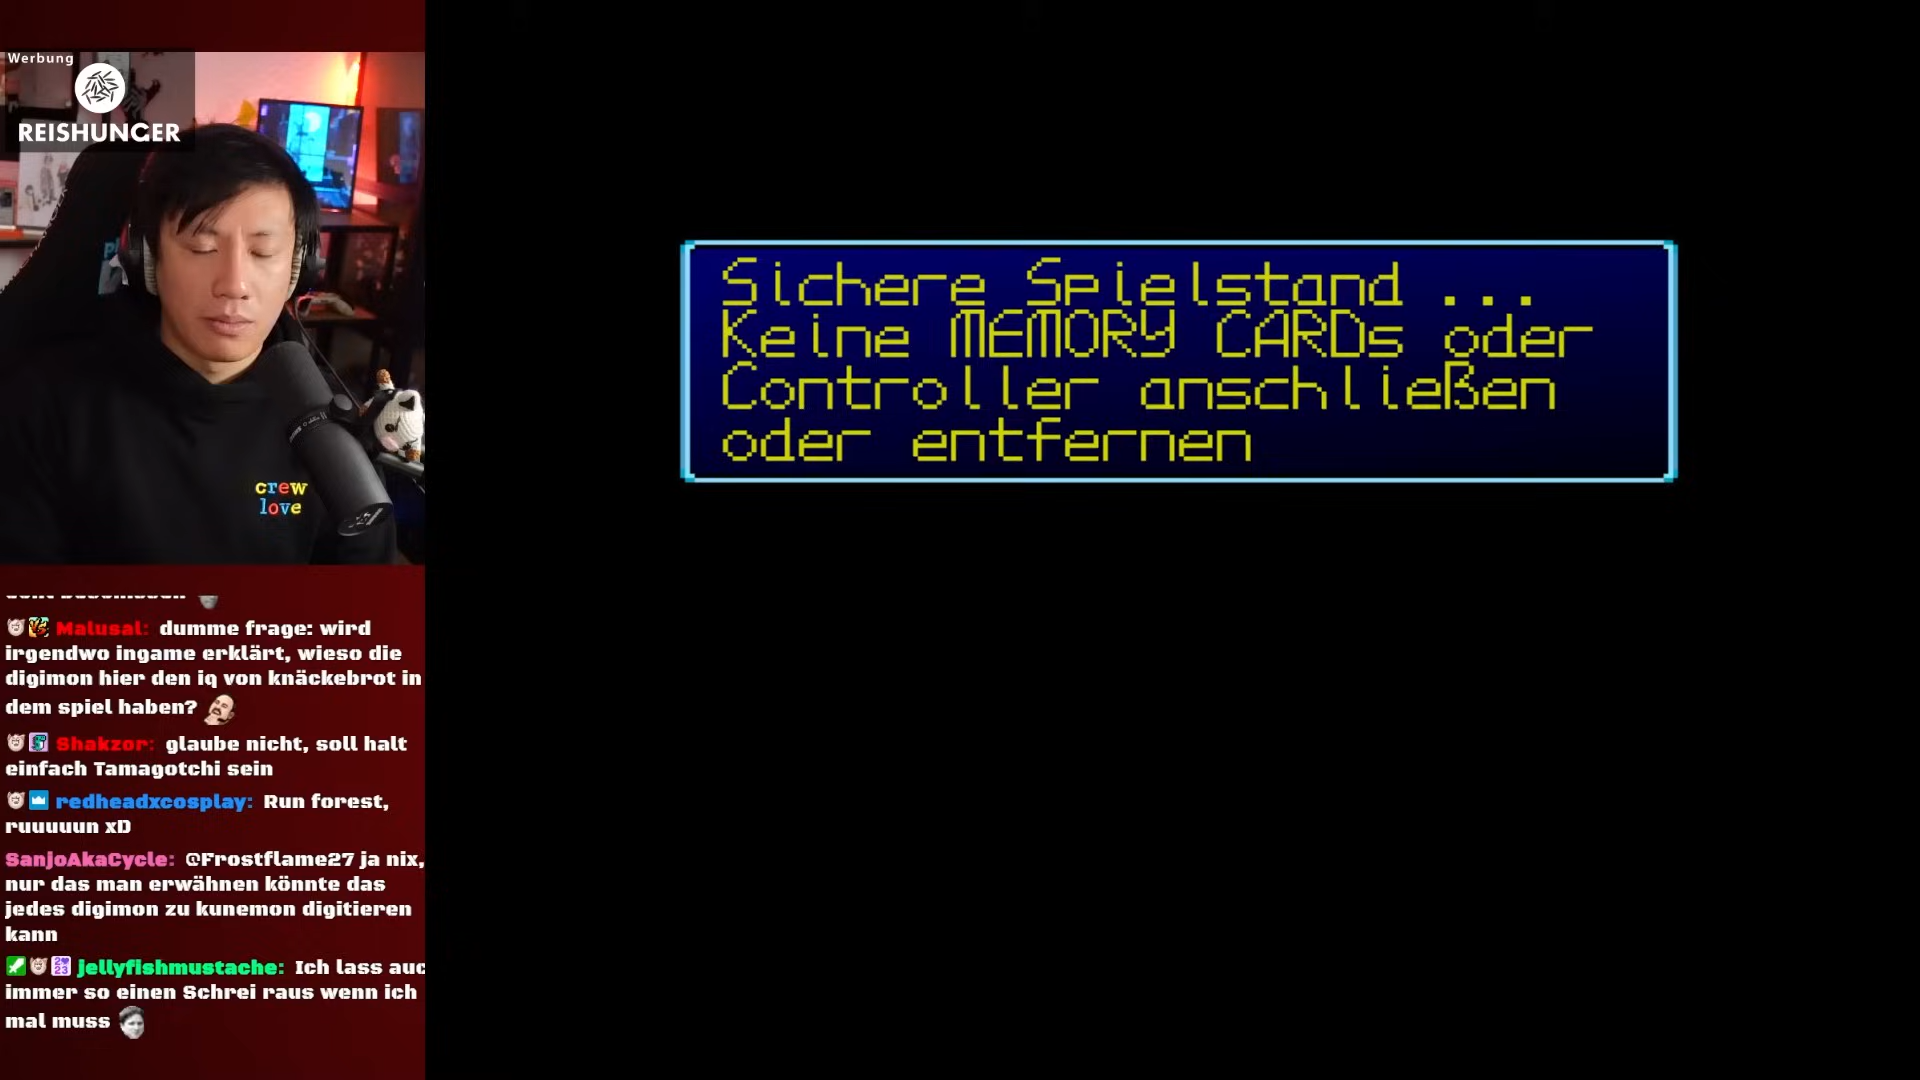 Werbung
REISHUNGER
crew
love
Sichere Spielstand ...
Keine MEMORY CARDs oder
Controller anschließen
oder entfernen
Malusal: dumme frage: wird
irgendwo ingame erklärt, wieso die
digimon hier den iq von knäckebrot in
dem spiel haben?
Shakzor: glaube nicht, soll halt
einfach Tamagotchi sein
redheadxcosplay: Run forest,
ruuuuun xD
SanjoAkaCycle: @Frostflame27 ja nix,
nur das man erwähnen könnte das
jedes digimon zu kunemon digitieren
kann
jellyfishmustache: Ich lass auc
immer so einen Schrei raus wenn ich
mal muss